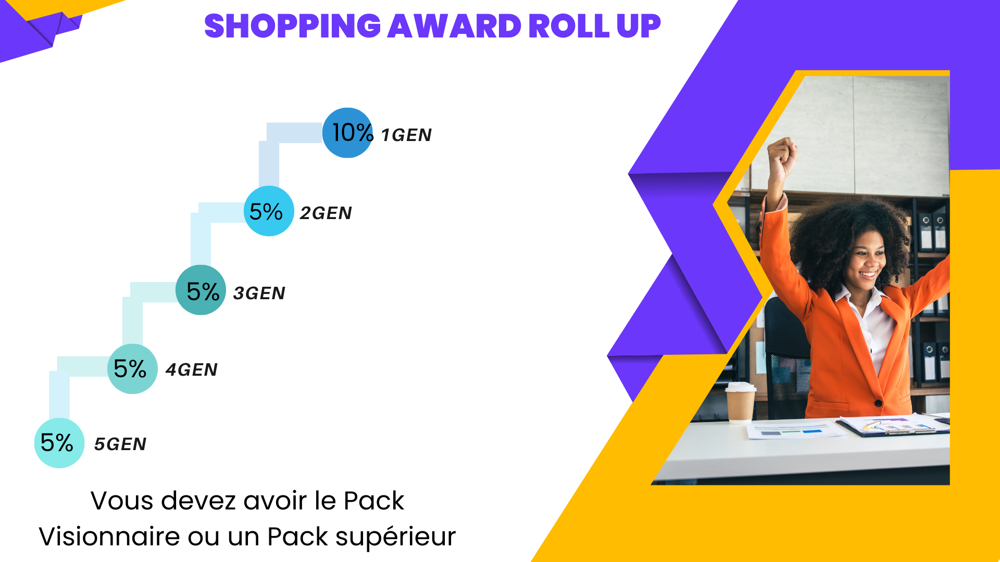 SHOPPING AWARD ROLL UP
10% 1GEN
5% 2GEN
5% 3GEN
5% 4GEN
5% 5GEN
Vous devez avoir le Pack
Visionnaire ou un Pack supérieur